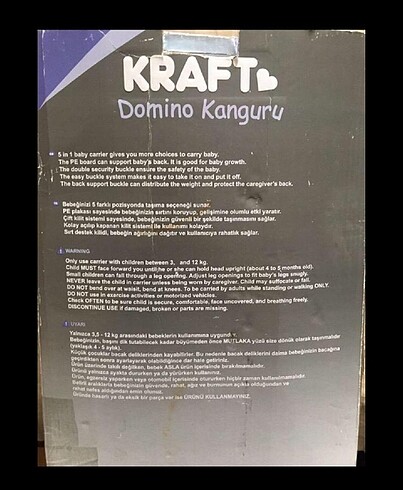 KRAFT
Domino Kanguru
5 in 1 baby carrier gives you more choices to carry baby.
The PE board can support baby's back. It is good for baby growth.
The double security buckle ensure the safety of the baby.
The easy buckle system makes it easy to take it on and put it off.
The back support buckle can distribute the weight and protect the caregiver's back.
Bebeğinizi 5 farklı pozisyonda taşıma seçeneği sunar.
PE plakası sayesinde bebeğinizin sırtını koruyup, gelişimine olumlu etki yaratır.
Çift kilit sistemi sayesinde, bebeğinizin güvenli bir şekilde taşınmasını sağlar.
Kolay açılıp kapanan kilit sistemi ile kullanımı kolaydır.
Sırt destek kilidi, bebeğin ağırlığını dağıtır ve kullanıcıya rahatlık sağlar.
WARNING
Only use carrier with children between 3, and 12 kg.
Child MUST face forward you until he or she can hold upright (about 4 to 5 months old).
Small children can fall through a leg opening. Adjust leg openings to fit baby's legs snugly.
NEVER leave the child in carrier unless being worn by caregiver. Child may suffocate or fall.
DO NOT bend over at waist, bend at knees. To be carried by adults while standing or walking ONLY.
DO NOT use in exercise activities or motorized vehicles.
Check OFTEN to be sure child is secure, comfortable, face uncovered, and breathing freely.
DISCONTINUE USE if damaged, broken or parts are missing.
UYARI
Yalnızca 3,5 - 12 kg arasındaki bebeklerin kullanımına uygundur.
Bebeğinizin, başını dik tutabilecek kadar büyümeden önce MUTLAKA yüzü size dönük olarak taşınmalıdır
(yaklaşık 4 - 5 aylık).
Küçük çocuklar bacak deliklerinden kayabilirler. Bu nedenle bacak deliklerini daima bebeğinizin bacağına
geçirdikten sonra ayarlayarak otabildiğince dar hale getiriniz.
Ürün üzerinde takılı değilken, bebek ASLA ürün içerisinde bırakılmamalıdır.
Ürünü yalnızca ayakta dururken ya da yürürken kullanınız.
Ürün, egzersiz yaparken veya otomobil içerisinde otururken hiçbir zaman kullanılmamalıdır.
Belirli aralıklarla bebeğinizin güvende, rahat, ağız ve burnunun açıkta olduğundan ve
rahat nefes aldığından emin olunuz.
Üründe hasarlı ya da eksik bir parça var ise ÜRÜNÜ KULLANMAYINIZ.